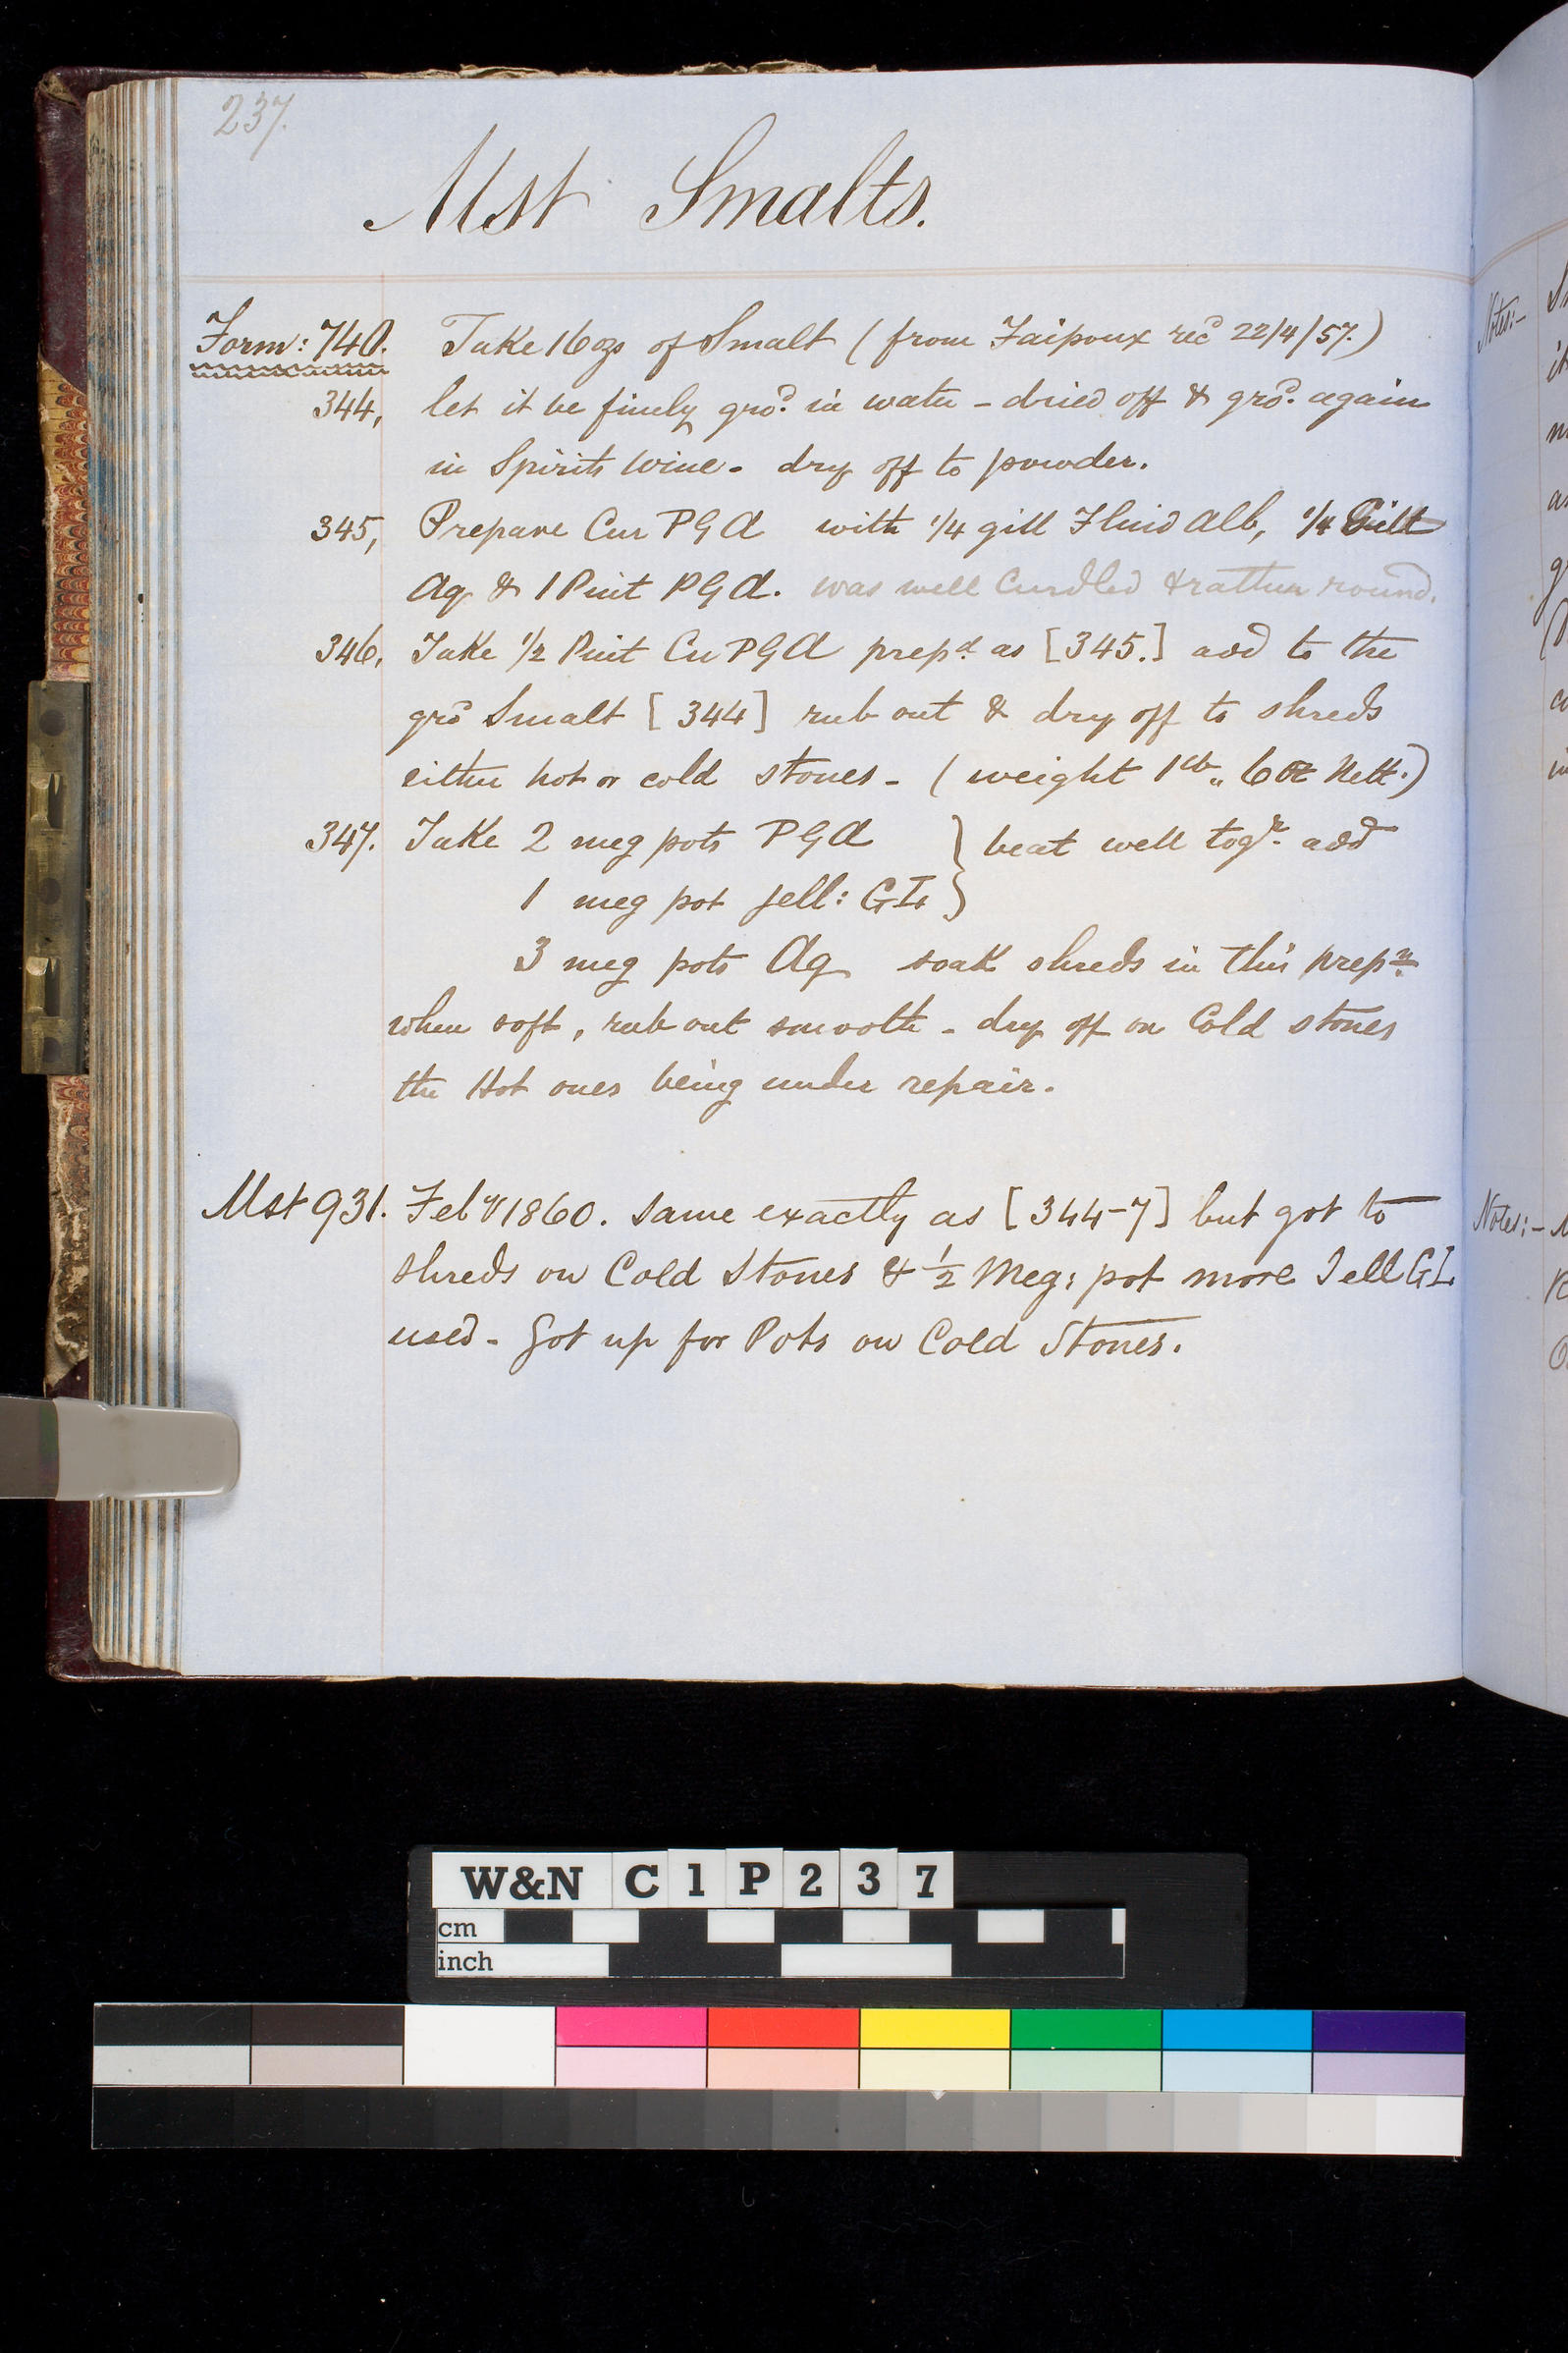 237.
Mst Smalts.
Form: 740. Take 16 ozs of Smalt (from Faipoux recd 22/4/57.)
344, let it be finely grod. in water - dried off & grod. again
in Spirits Wine - dry off to powder.
345, Prepare Cur PGA with 1/4 gill Fluid Alb, 1/4 Gill
Aq & 1 Pint PGA. was well Curdled & rather round.
346, Take 1/2 Pint Cu PGA prepd. as [345.] add to the
grod Smalt [344] rub out & dry off to shreds
either hot or cold stones - (weight 1lb „ 6 oz Nett.)
347. Take 2 meg pots PGA } beat well togr. add
1 meg pot jell: GL }
3 meg pots Aq soak shreds in this prepn.
when soft, rub out smooth - dry off on Cold stones
the Hot ones being under repair.
Mst 931. Feby 1860. Same exactly as [344-7] but got to
shreds on Cold Stones & 1/2 Meg: pot more Jell GL
used - Got up for Pots on Cold Stones.
Notes:-
Notes:-
W&N C1P237
cm
inch